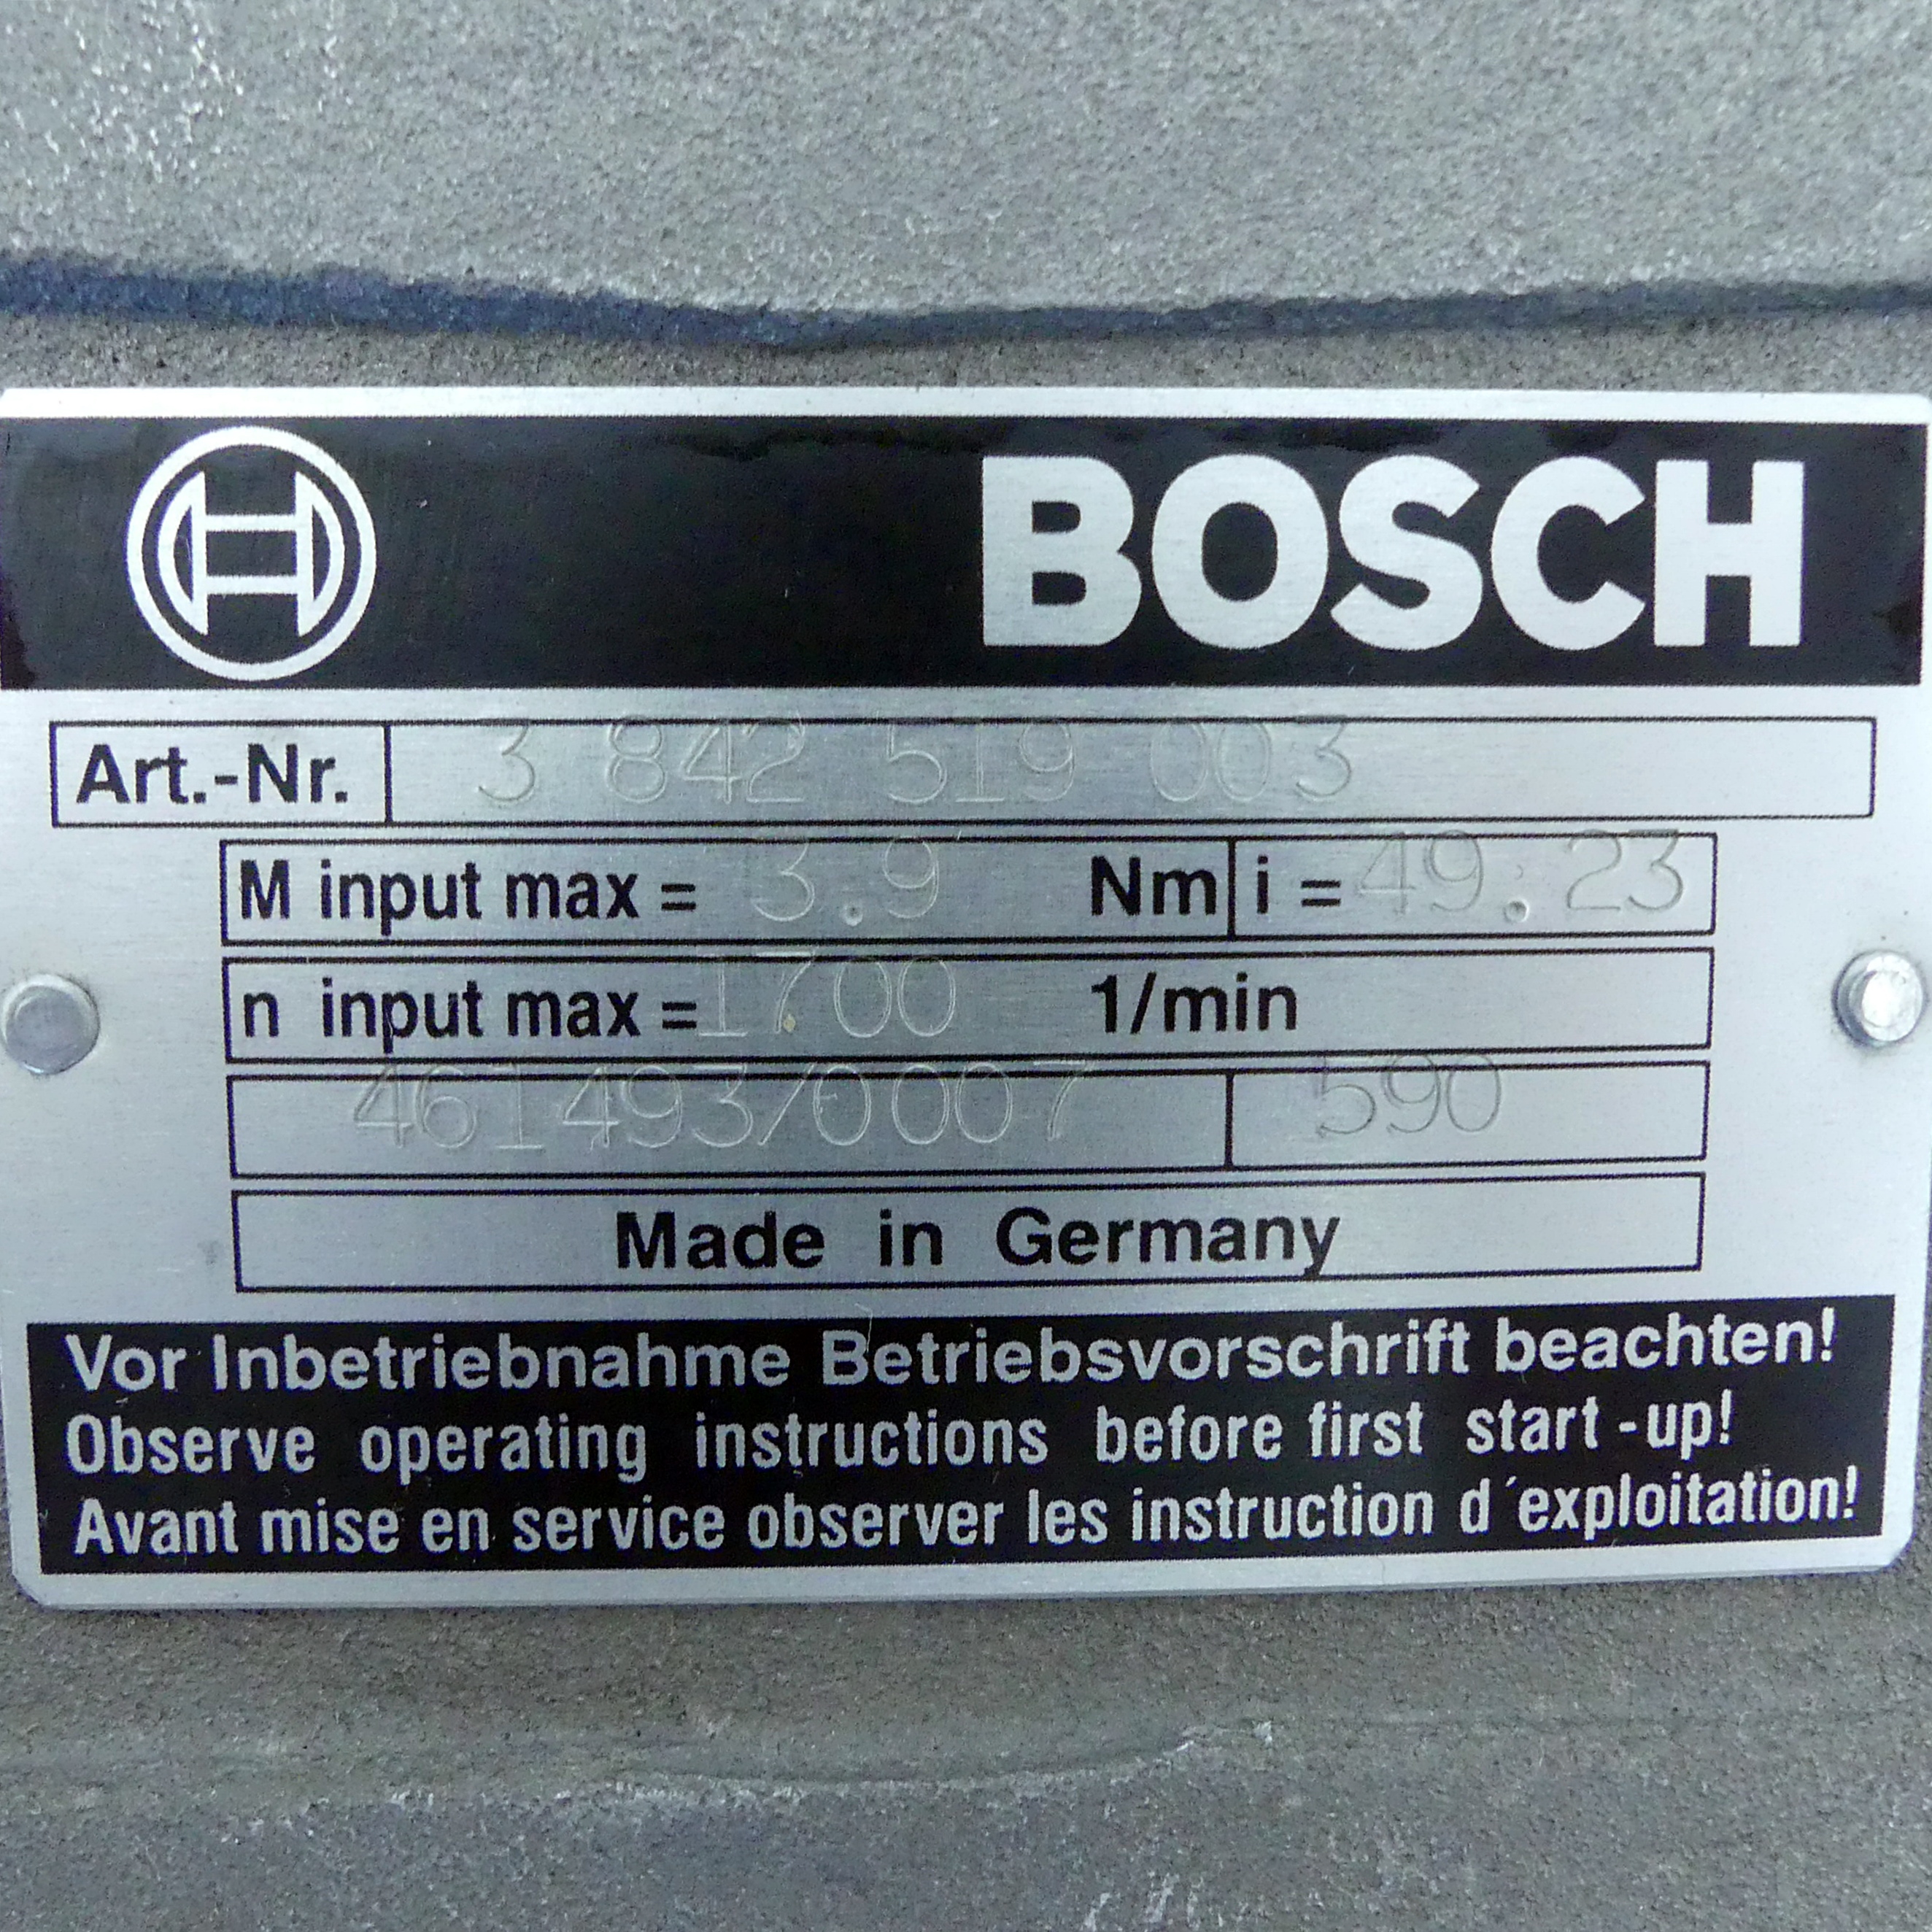 BOSCH
Art.-Nr. 3 842 519 003
M input max = 3.9 Nm i = 49.23
n input max = 1700 1/min
461493/0007 590
Made in Germany
Vor Inbetriebnahme Betriebsvorschrift beachten!
Observe operating instructions before first start-up!
Avant mise en service observer les instruction d´exploitation!